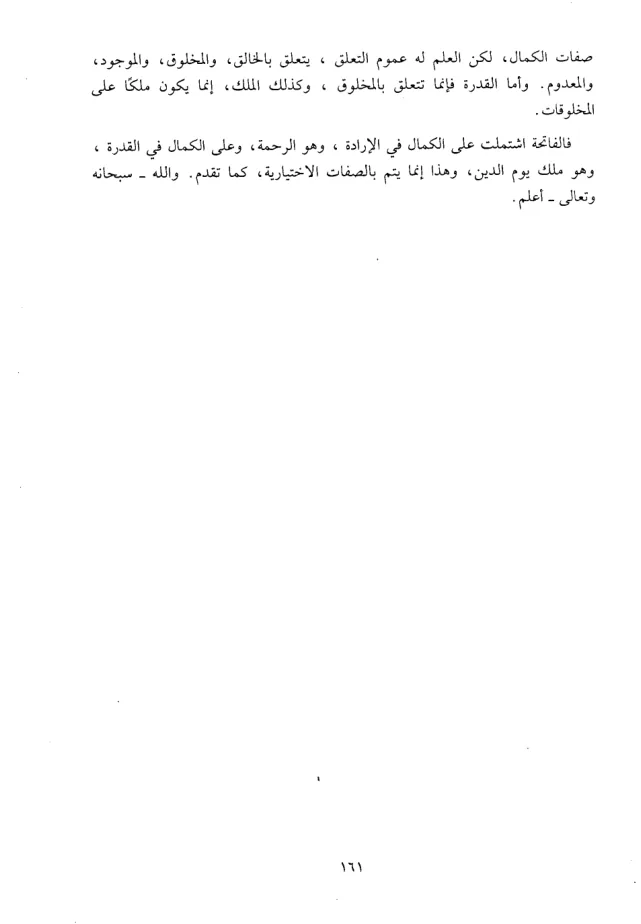 صفات الكمال، لكن العلم له عموم التعلق ، يتعلق بالخالق، والمخلوق، والموجود،
والمعدوم. وأما القدرة فإنما تتعلق بالمخلوق ، وكذلك الملك، إنما يكون ملكًا على
المخلوقات.
فالفاتحة اشتملت على الكمال في الإرادة ، وهو الرحمة، وعلى الكمال في القدرة ،
وهو ملك يوم الدين، وهذا إنما يتم بالصفات الاختيارية، كما تقدم. والله ـ سبحانه
وتعالى ـ أعلم.
١٦١